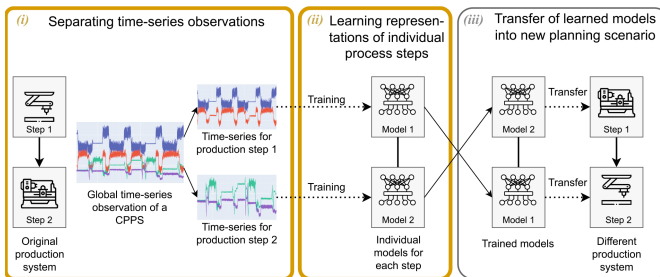 (i) Separating time-series observations
(ii) Learning represen-
tations of individual
process steps
(iii) Transfer of learned models
into new planning scenario
Step 1
Step 2
Original
production
system
Global time-series
observation of a
CPPS
Time-series for
production step 1
Time-series for
production step 2
Training
Training
Model 1
Model 2
Individual
models for
each step
Model 2
Model 1
Trained models
Transfer
Transfer
Step 1
Step 2
Different
production
system